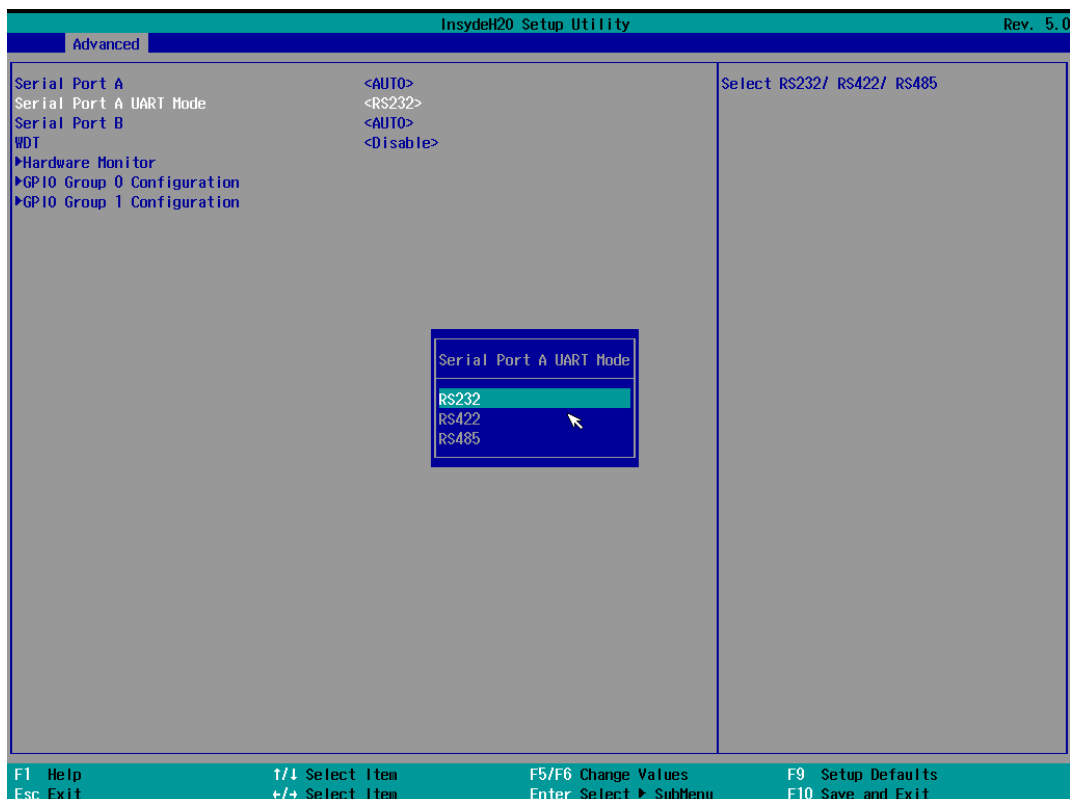 InsydeH20 Setup Utility Rev. 5.0
Advanced
Serial Port A <AUTO> Select RS232/ RS422/ RS485
Serial Port A UART Mode <RS232>
Serial Port B <AUTO>
WDT <Disable>
▶Hardware Monitor
▶GPIO Group 0 Configuration
▶GPIO Group 1 Configuration
Serial Port A UART Mode
RS232
RS422
RS485
F1 Help ↑/↓ Select Item F5/F6 Change Values F9 Setup Defaults
Esc Exit ←/→ Select Item Enter Select ▶ SubMenu F10 Save and Exit